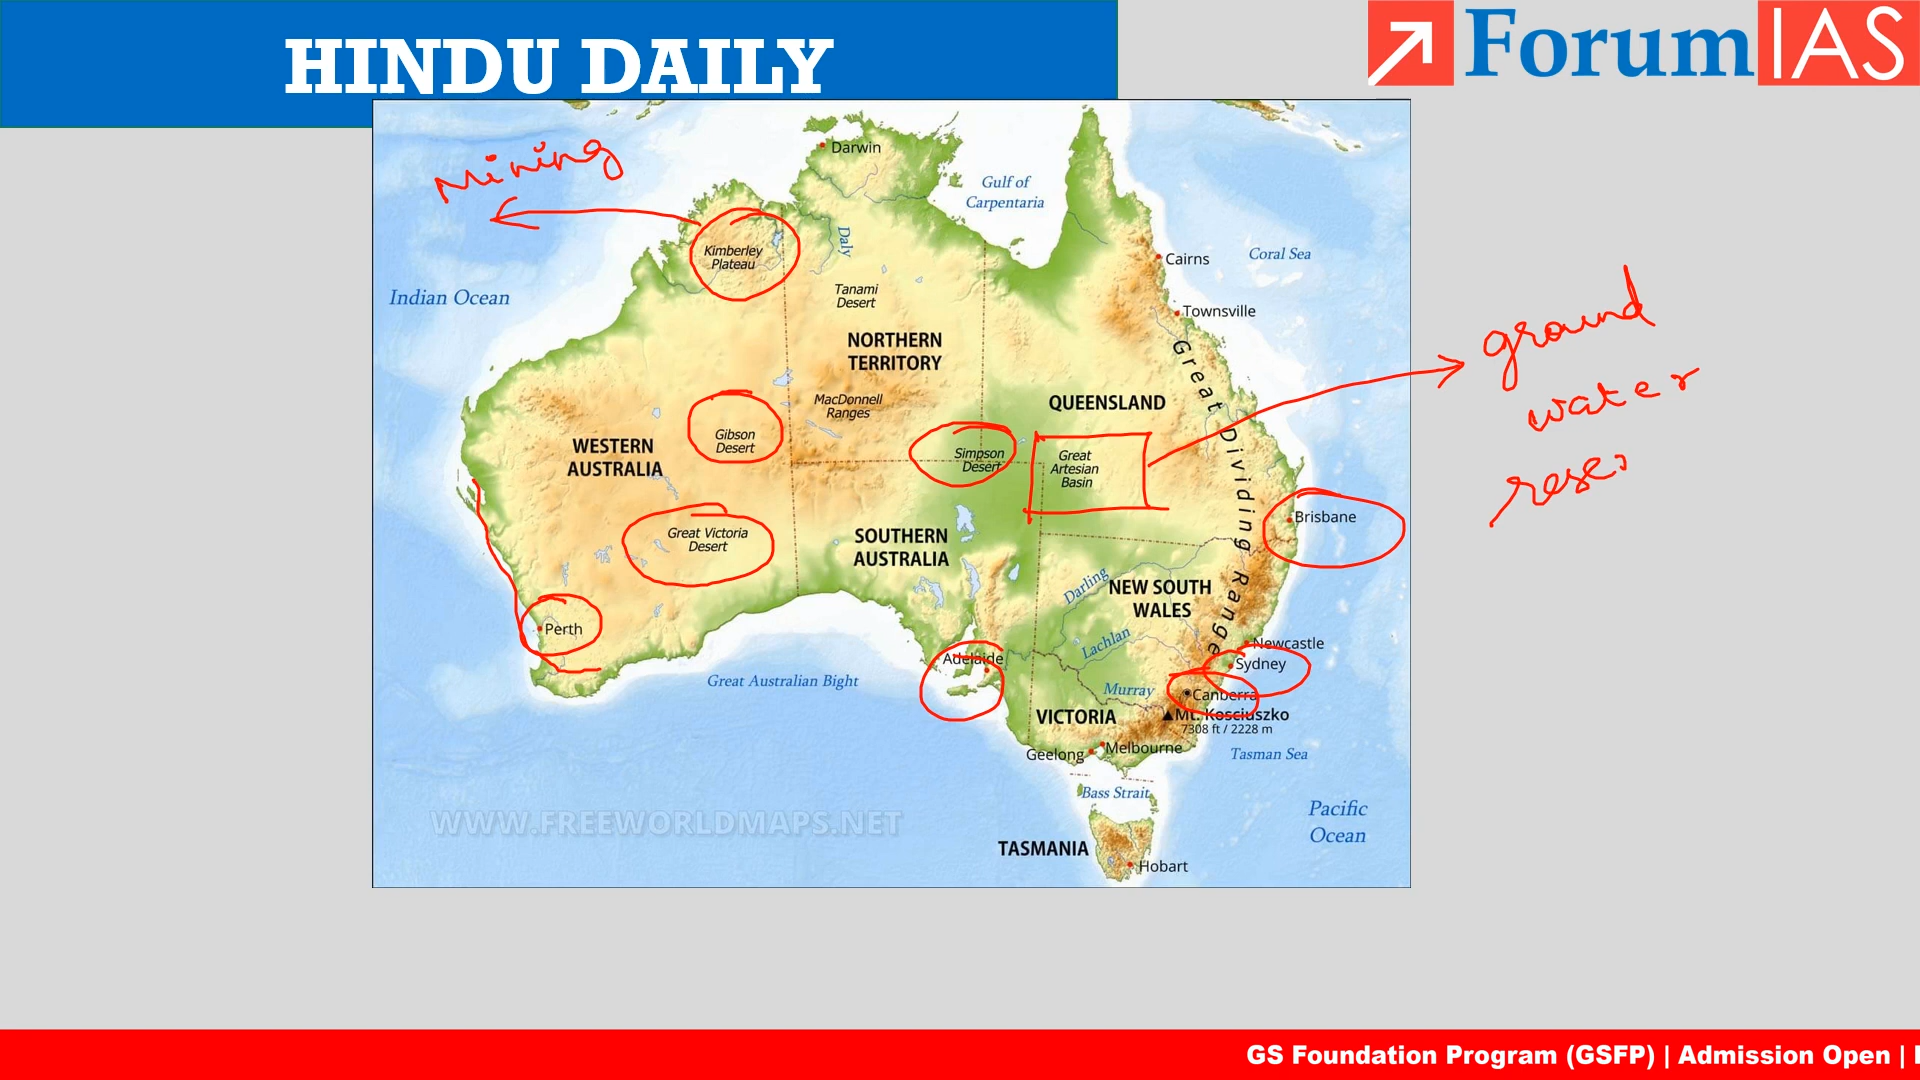 HINDU DAILY
Forum IAS
Mining
Darwin
Gulf of
Carpentaria
Kimberley
Plateau
Daly
Indian Ocean
Tanami
Desert
Cairns
Coral Sea
Townsville
NORTHERN
TERRITORY
Great Dividing Range
ground
water
rese
MacDonnell
Ranges
QUEENSLAND
WESTERN
AUSTRALIA
Gibson
Desert
Simpson
Desert
Great
Artesian
Basin
Brisbane
Great Victoria
Desert
SOUTHERN
AUSTRALIA
Darling
NEW SOUTH
WALES
Perth
Lachlan
Newcastle
Adelaide
Sydney
Great Australian Bight
Murray
Canberra
VICTORIA
Mt. Kosciuszko
7308 ft / 2228 m
Geelong
Melbourne
Tasman Sea
Bass Strait
WWW.FREEWORLDMAPS.NET
Pacific
Ocean
TASMANIA
Hobart
GS Foundation Program (GSFP) | Admission Open |